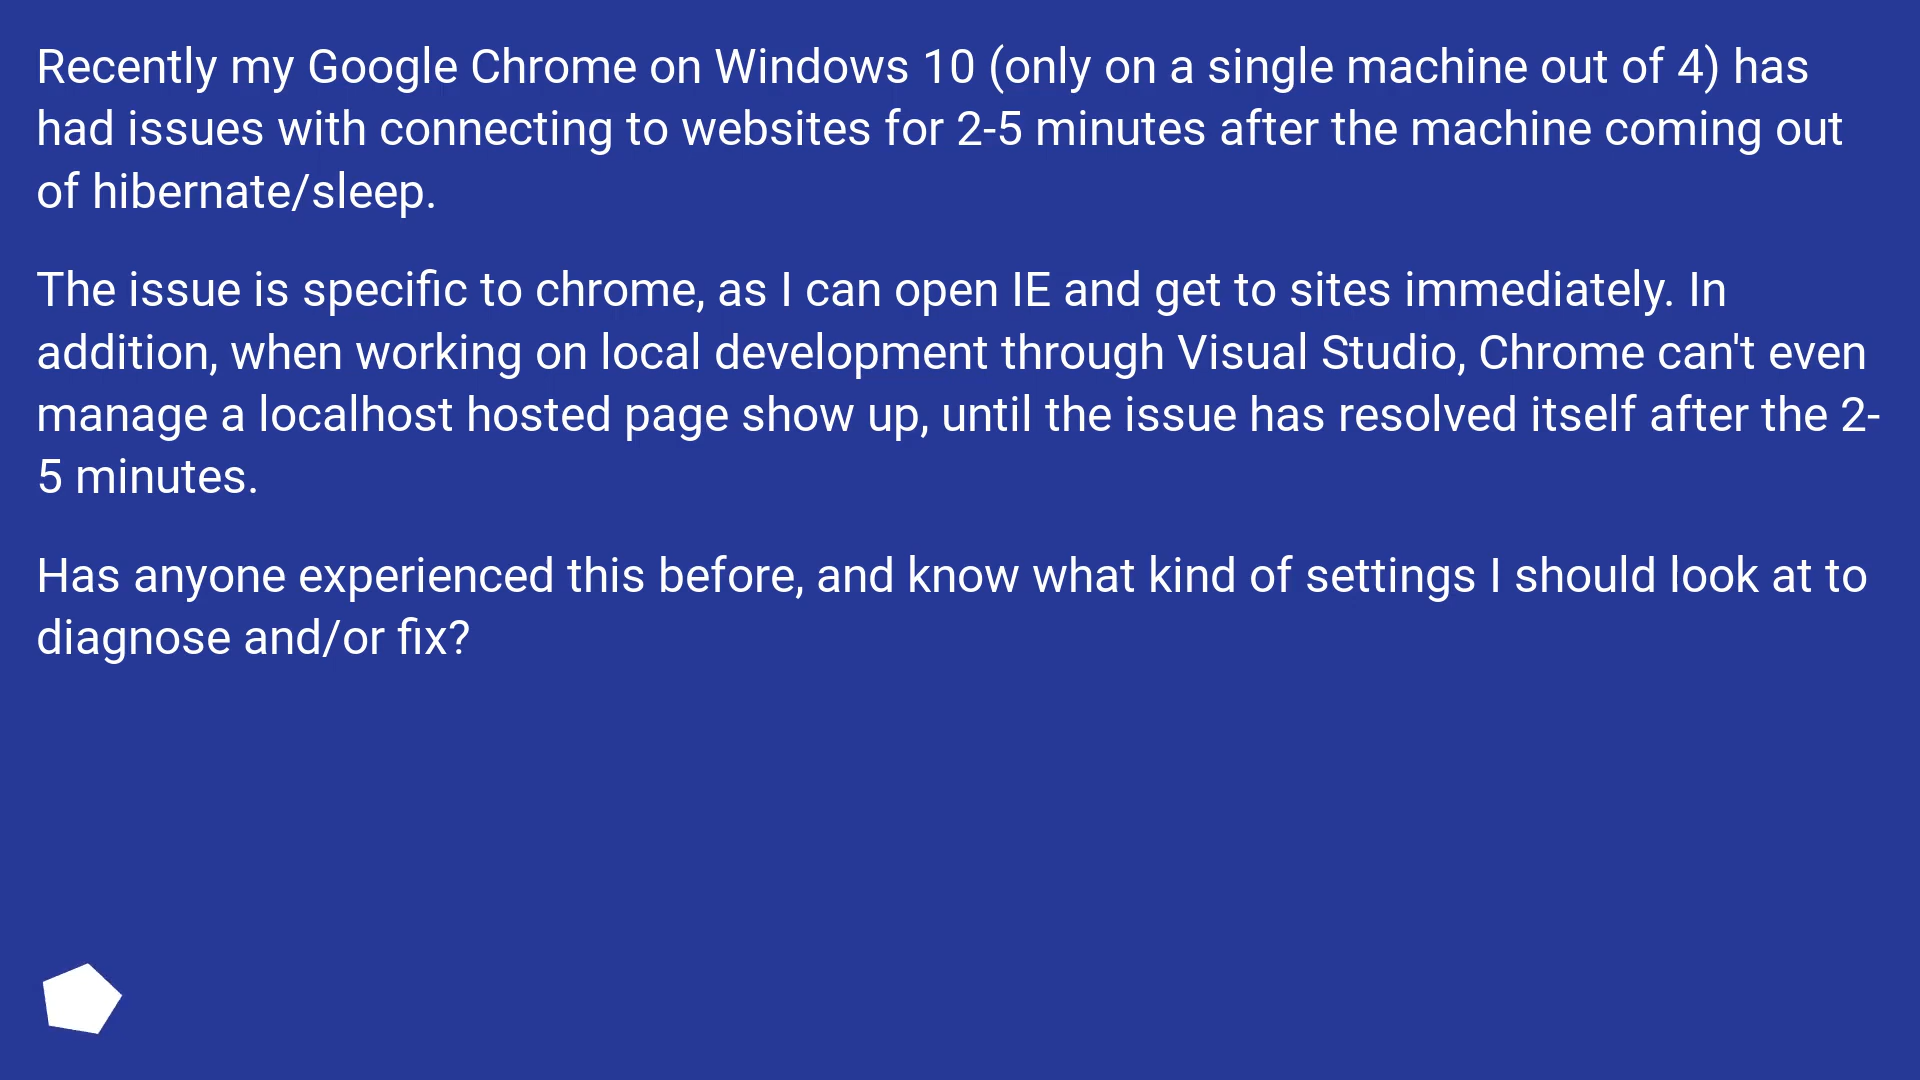 Recently my Google Chrome on Windows 10 (only on a single machine out of 4) has
had issues with connecting to websites for 2-5 minutes after the machine coming out
of hibernate/sleep.
The issue is specific to chrome, as I can open IE and get to sites immediately. In
addition, when working on local development through Visual Studio, Chrome can't even
manage a localhost hosted page show up, until the issue has resolved itself after the 2-
5 minutes.
Has anyone experienced this before, and know what kind of settings I should look at to
diagnose and/or fix?